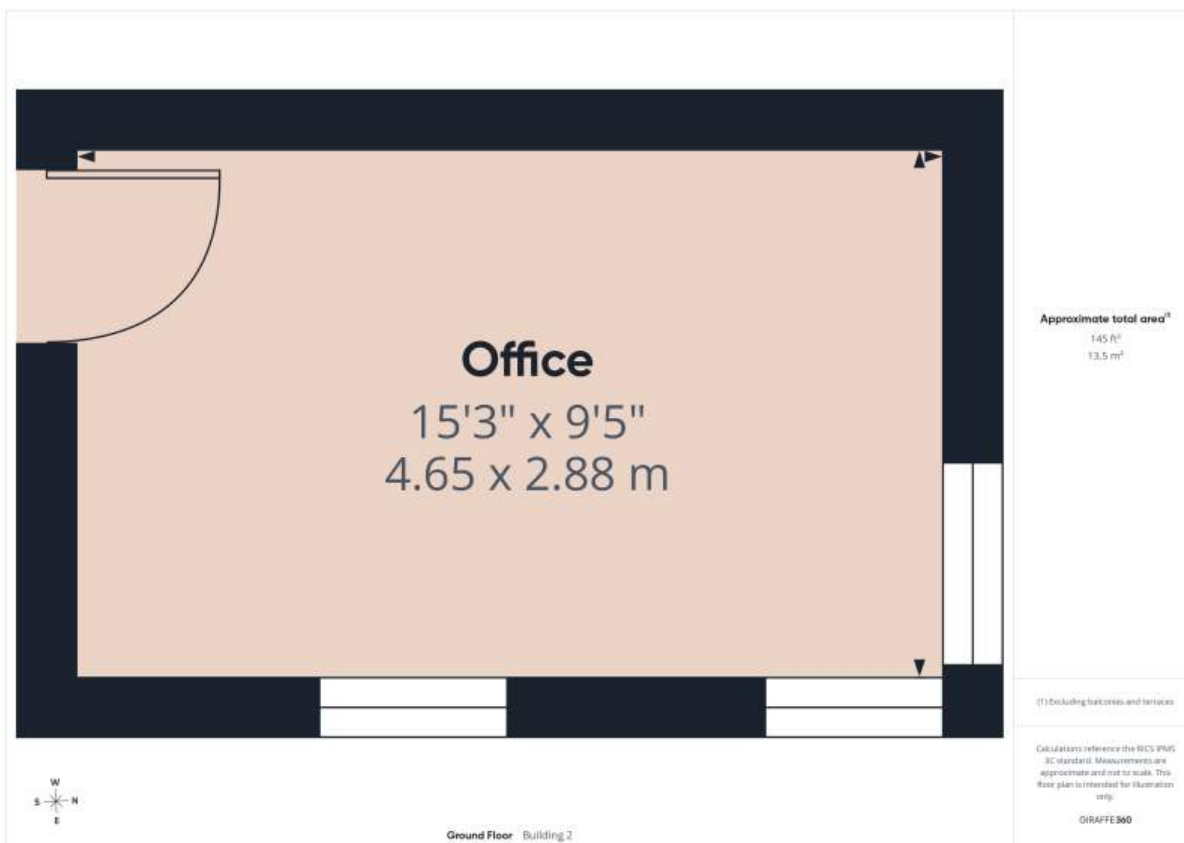 Office
15'3" x 9'5"
4.65 x 2.88 m
Approximate total area⁽¹⁾
145 ft²
13.5 m²
(1) Excluding balconies and terraces
Calculations reference the RICS IPMS
3C standard. Measurements are
approximate and not to scale. This
floor plan is intended for illustration
only.
GIRAFFE360
W
S N
E
Ground Floor Building 2